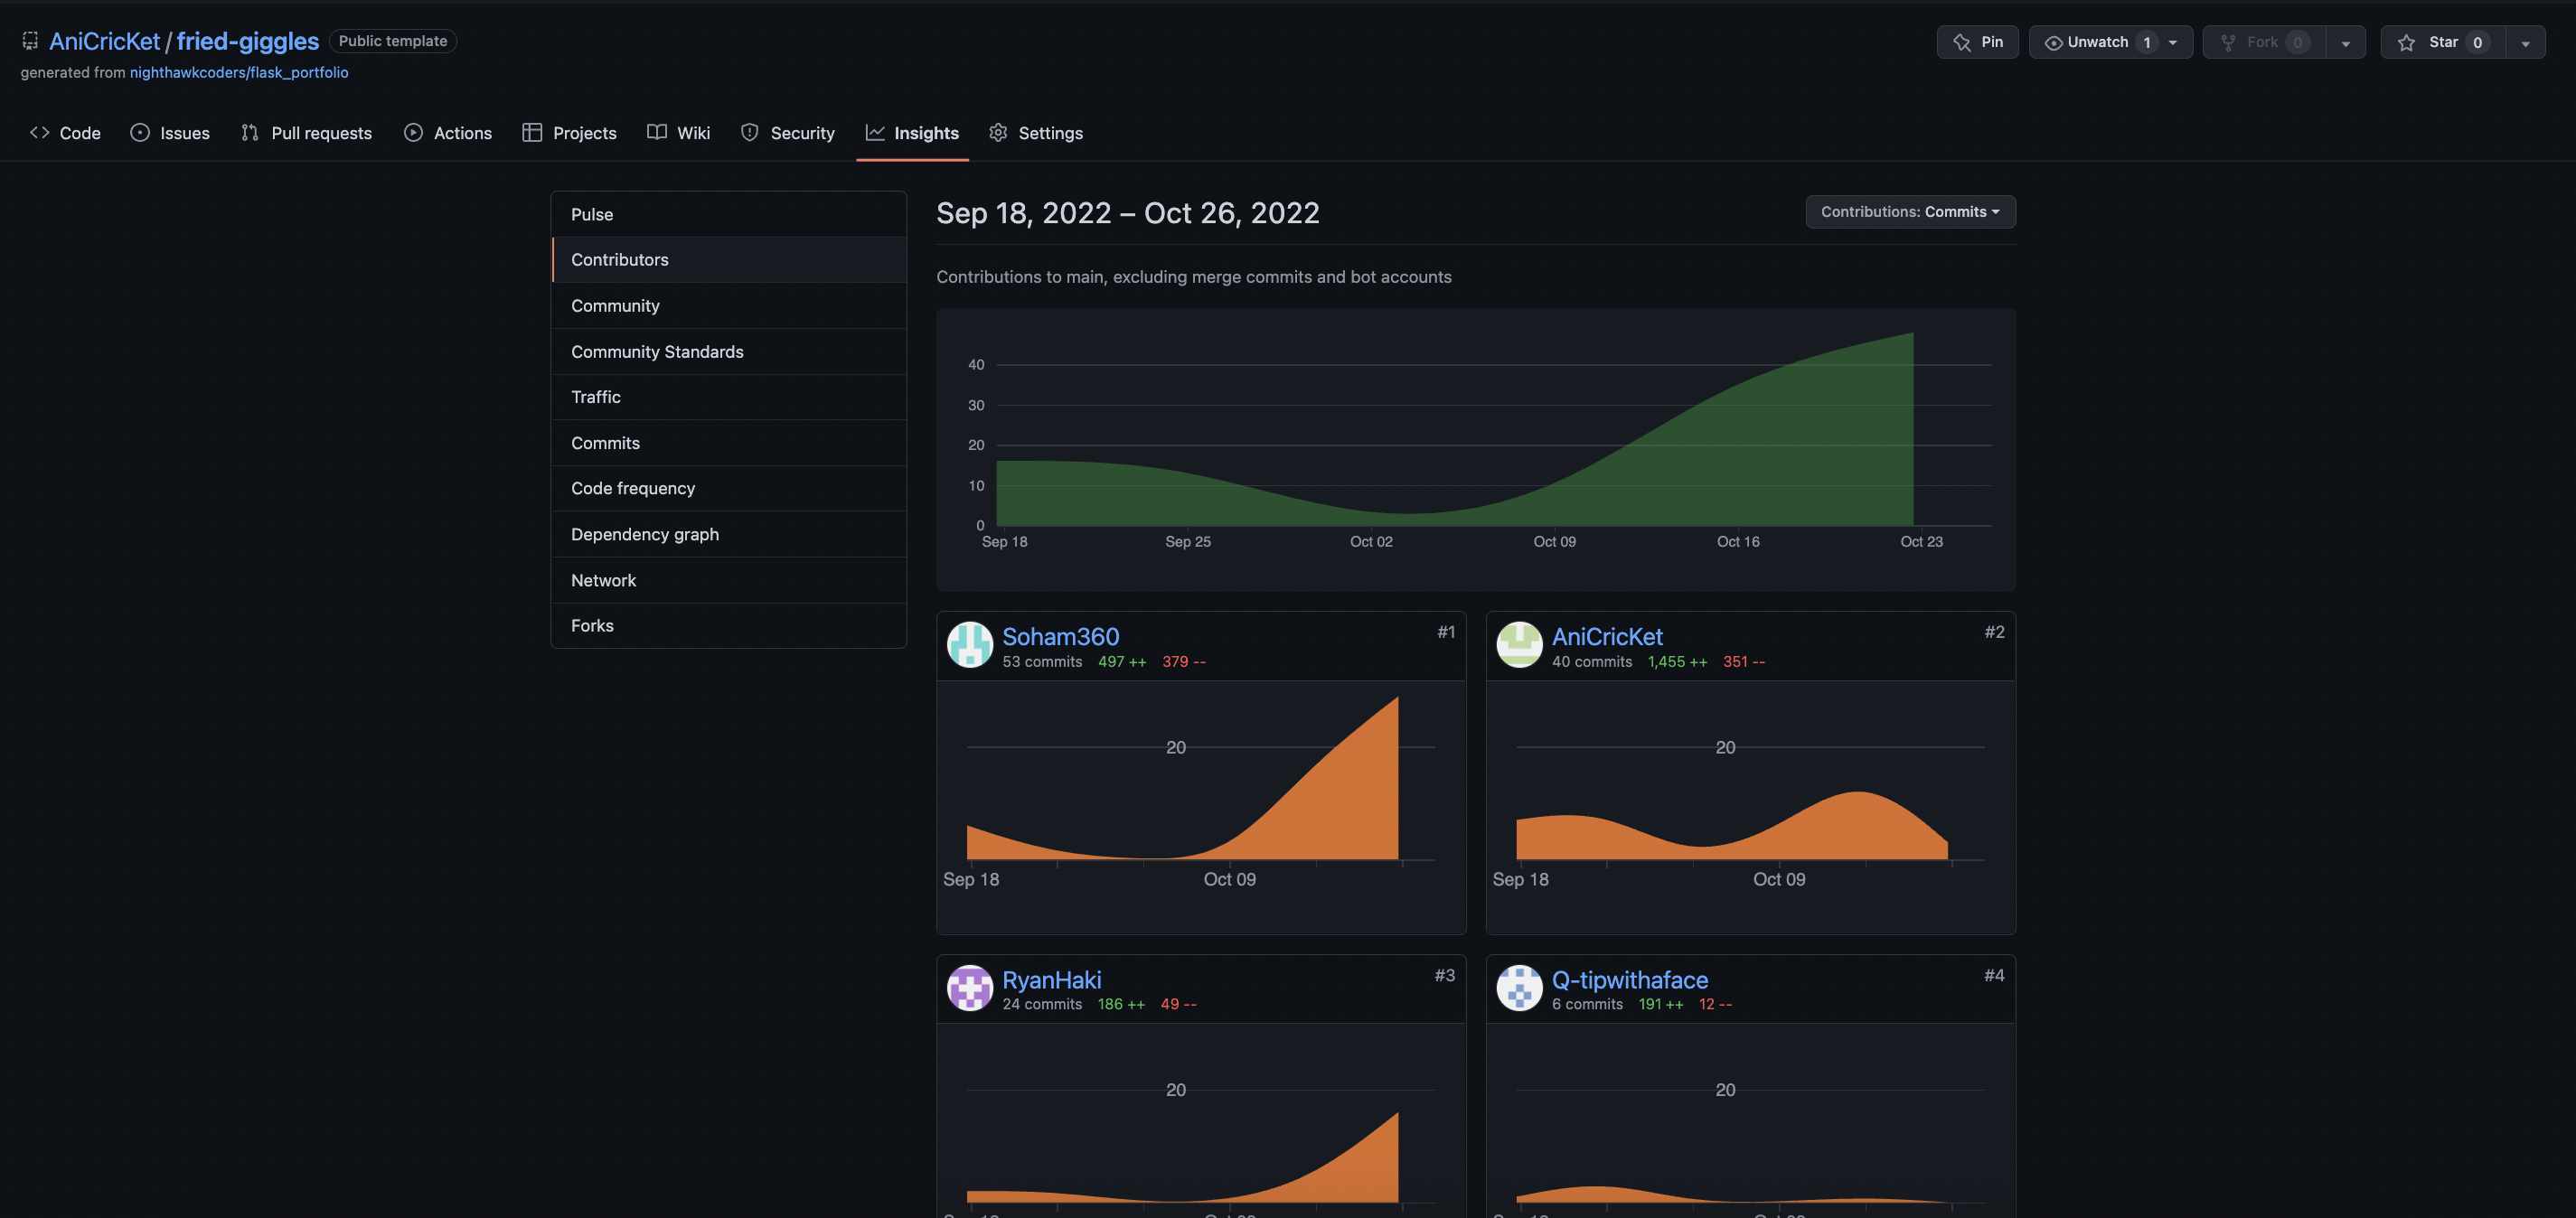 AniCricKet / fried-giggles Public template
Pin Unwatch 1 Fork 0 Star 0
generated from nighthawkcoders/flask_portfolio
Code Issues Pull requests Actions Projects Wiki Security Insights Settings
Pulse
Contributors
Community
Community Standards
Traffic
Commits
Code frequency
Dependency graph
Network
Forks
Sep 18, 2022 – Oct 26, 2022
Contributions: Commits
Contributions to main, excluding merge commits and bot accounts
40
30
20
10
0
Sep 18 Sep 25 Oct 02 Oct 09 Oct 16 Oct 23
Soham360 #1
53 commits 497 ++ 379 --
20
Sep 18 Oct 09
AniCricKet #2
40 commits 1,455 ++ 351 --
20
Sep 18 Oct 09
RyanHaki #3
24 commits 186 ++ 49 --
20
Q-tipwithaface #4
6 commits 191 ++ 12 --
20